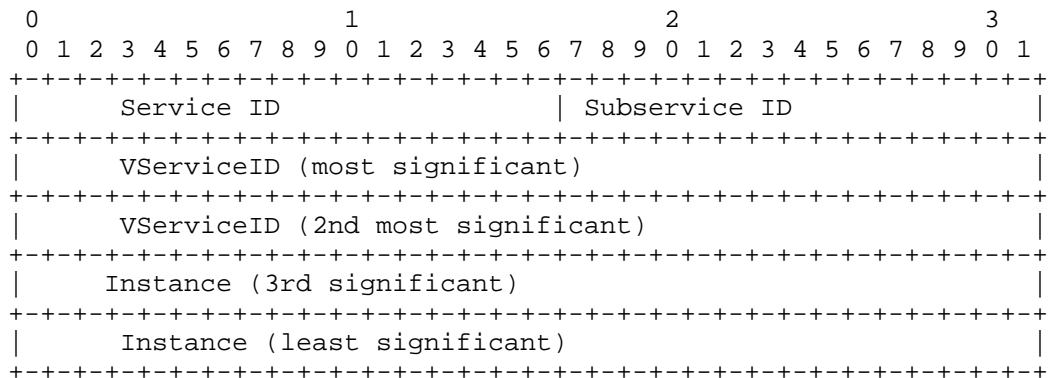 0                   1                   2                   3
 0 1 2 3 4 5 6 7 8 9 0 1 2 3 4 5 6 7 8 9 0 1 2 3 4 5 6 7 8 9 0 1
+-+-+-+-+-+-+-+-+-+-+-+-+-+-+-+-+-+-+-+-+-+-+-+-+-+-+-+-+-+-+-+-+
|      Service ID                 | Subservice ID               |
+-+-+-+-+-+-+-+-+-+-+-+-+-+-+-+-+-+-+-+-+-+-+-+-+-+-+-+-+-+-+-+-+
|      VServiceID (most significant)                            |
+-+-+-+-+-+-+-+-+-+-+-+-+-+-+-+-+-+-+-+-+-+-+-+-+-+-+-+-+-+-+-+-+
|      VServiceID (2nd most significant)                        |
+-+-+-+-+-+-+-+-+-+-+-+-+-+-+-+-+-+-+-+-+-+-+-+-+-+-+-+-+-+-+-+-+
|     Instance (3rd significant)                                |
+-+-+-+-+-+-+-+-+-+-+-+-+-+-+-+-+-+-+-+-+-+-+-+-+-+-+-+-+-+-+-+-+
|      Instance (least significant)                             |
+-+-+-+-+-+-+-+-+-+-+-+-+-+-+-+-+-+-+-+-+-+-+-+-+-+-+-+-+-+-+-+-+